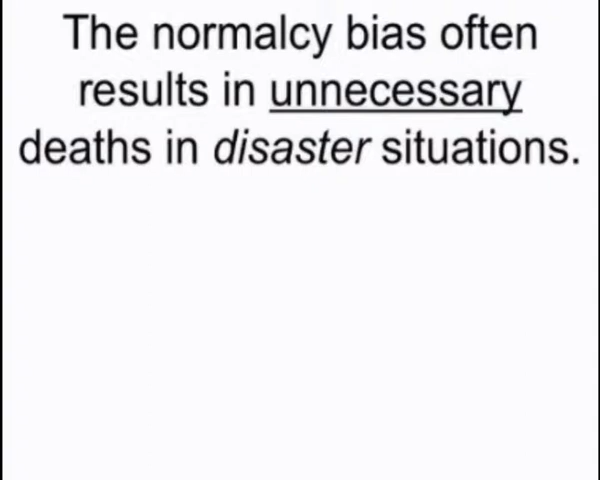 The normalcy bias often
results in unnecessary
deaths in disaster situations.